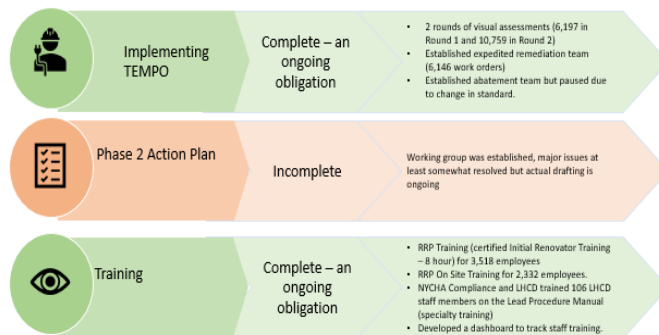 Implementing
TEMPO
Complete – an
ongoing
obligation
• 2 rounds of visual assessments (6,197 in
Round 1 and 10,759 in Round 2)
• Established expedited remediation team
(6,146 work orders)
• Established abatement team but paused due
to change in standard.
Phase 2 Action Plan
Incomplete
Working group was established, major issues at
least somewhat resolved but actual drafting is
ongoing
Training
Complete – an
ongoing
obligation
• RRP Training (certified Initial Renovator Training
– 8 hour) for 3,518 employees
• RRP On Site Training for 2,332 employees.
• NYCHA Compliance and LHCD trained 106 LHCD
staff members on the Lead Procedure Manual
(specialty training)
• Developed a dashboard to track staff training.